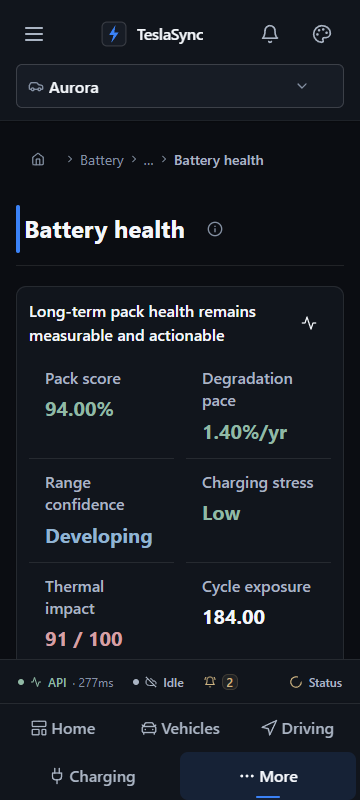 TeslaSync
Aurora
Battery
...
Battery health
Battery health
Long-term pack health remains
measurable and actionable
Pack score
94.00%
Degradation
pace
1.40%/yr
Range
confidence
Developing
Charging stress
Low
Thermal
impact
91 / 100
Cycle exposure
184.00
API · 277ms
Idle
2
Status
Home
Vehicles
Driving
Charging
More